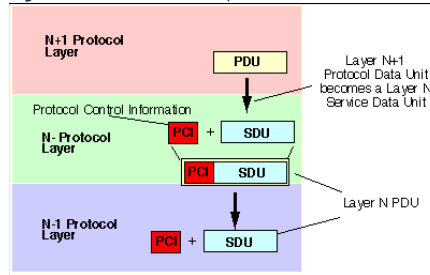 N+1 Protocol
Layer
PDU
Layer N+1
Protocol Data Unit
becomes a Layer N
Service Data Unit
Protocol Control Information
PCI + SDU
N- Protocol
Layer
PCI SDU
Layer N PDU
N-1 Protocol
Layer
PCI + SDU